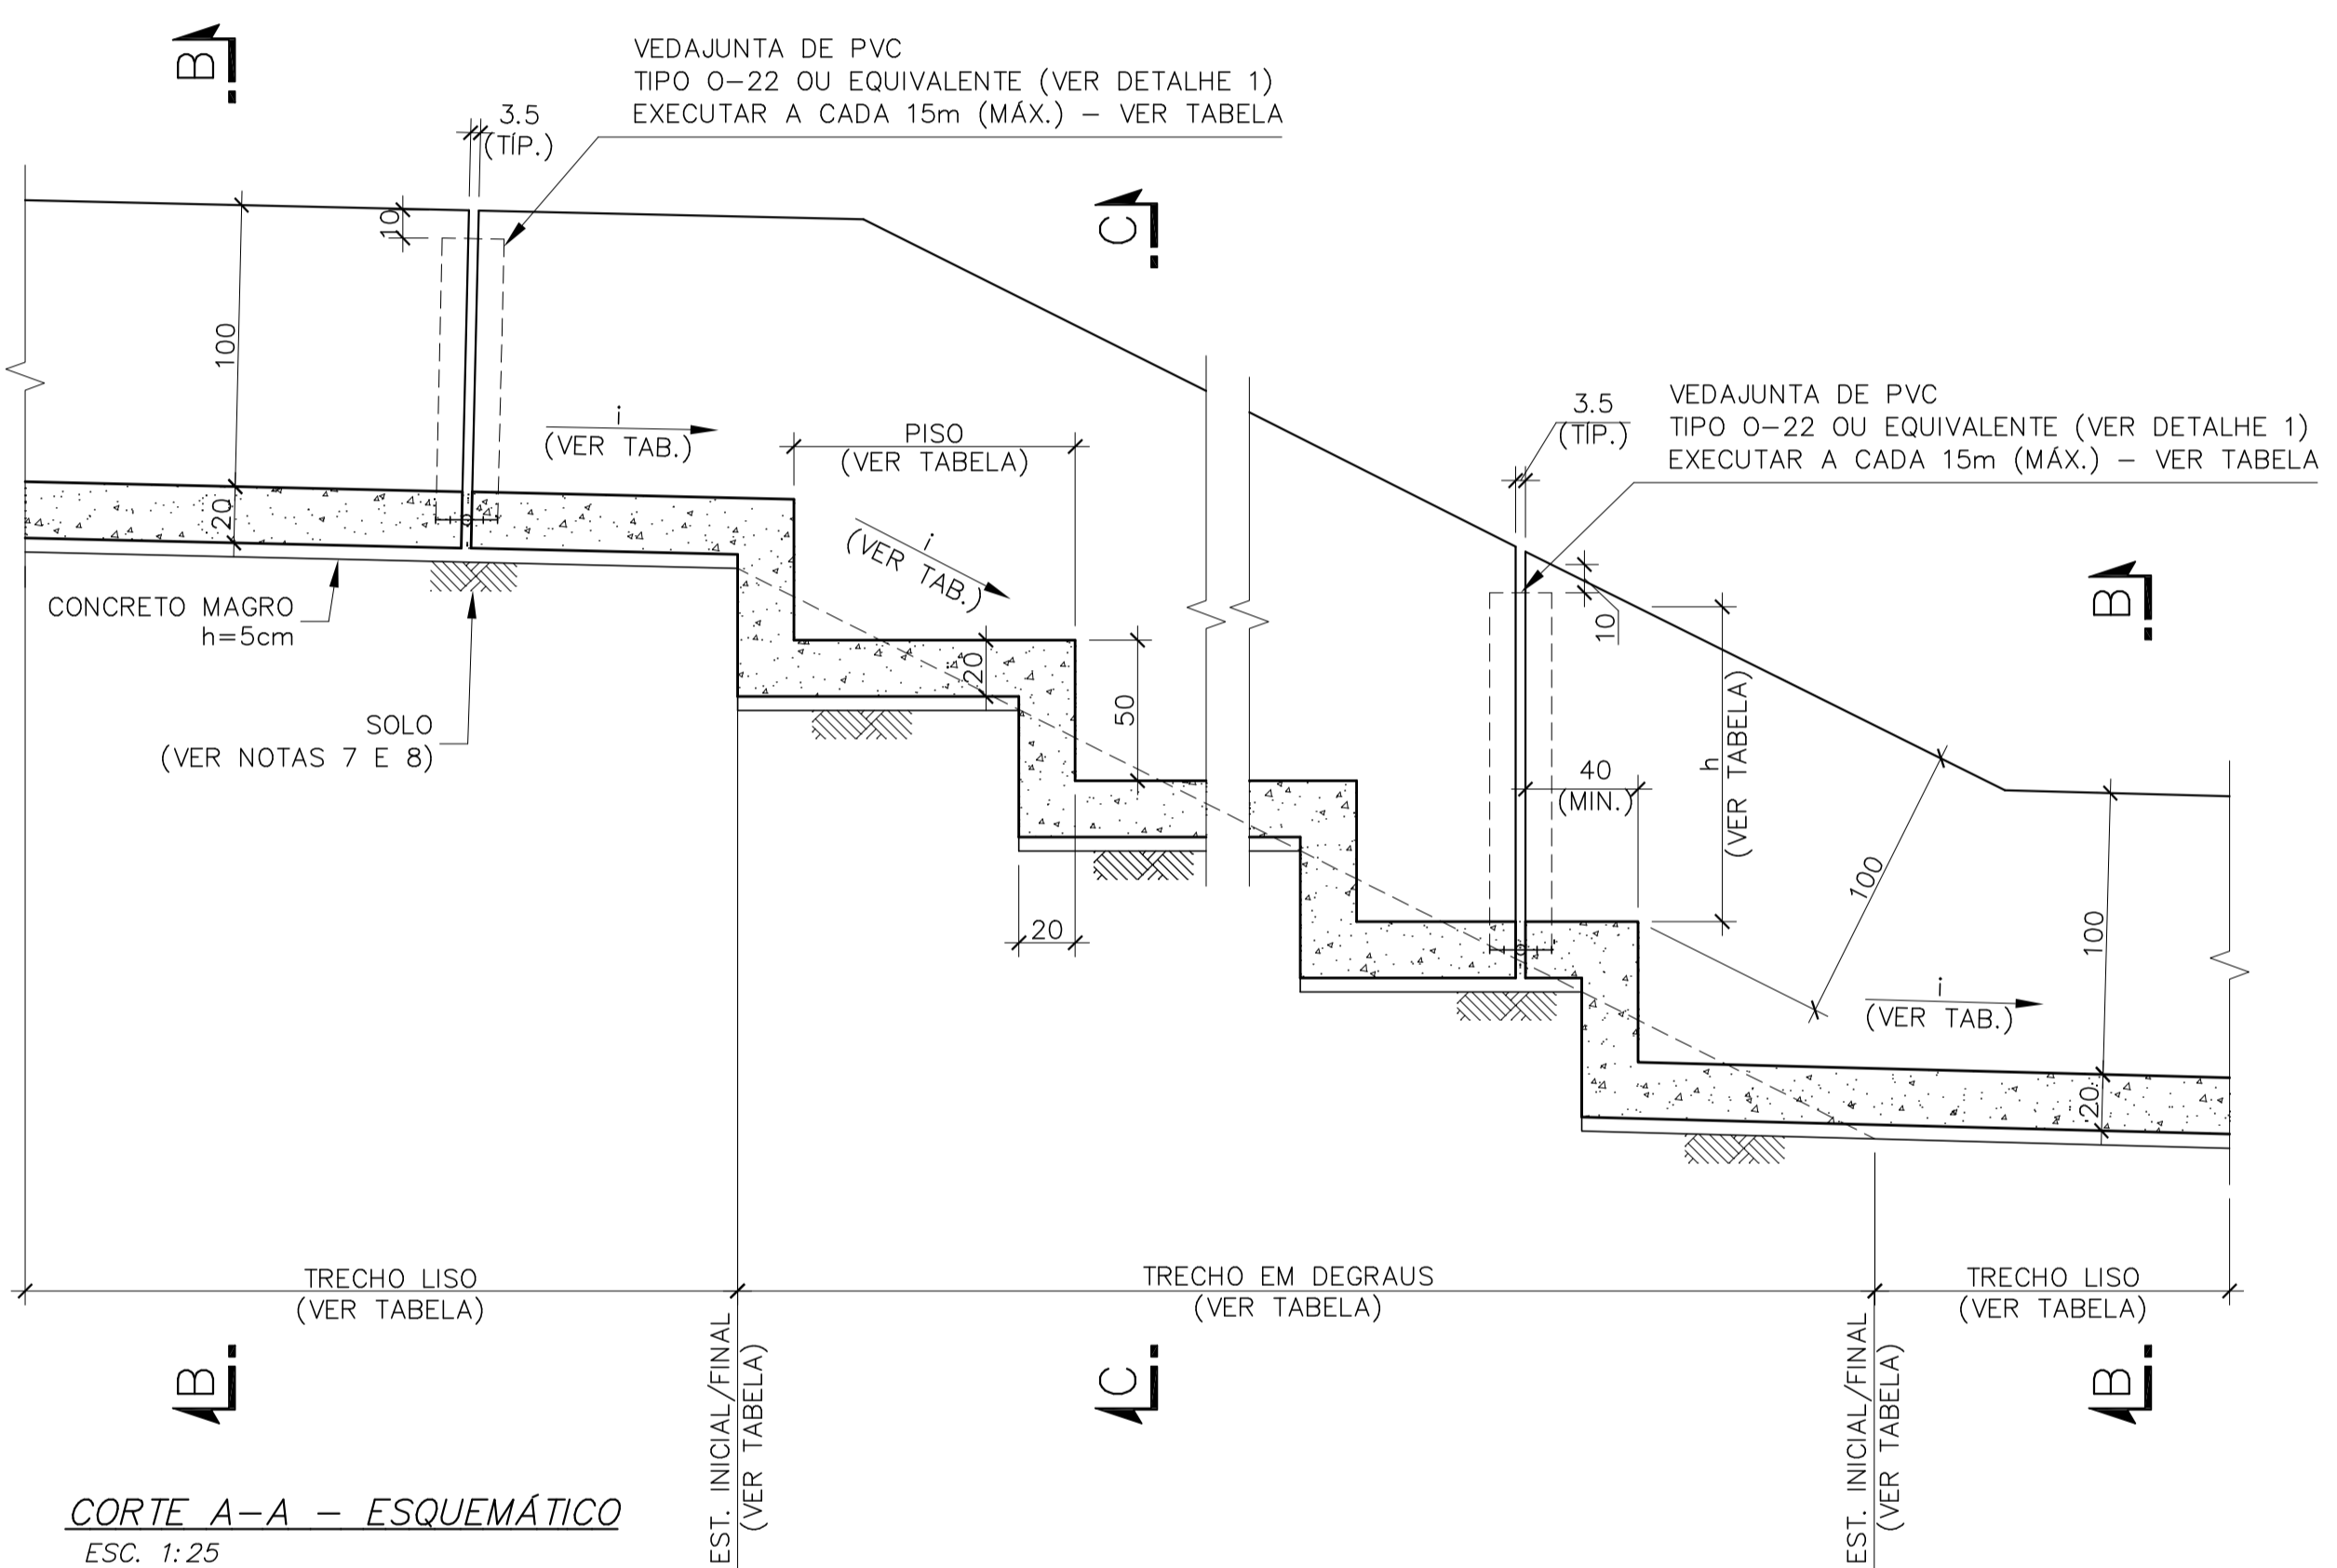 B
VEDAJUNTA DE PVC
TIPO O-22 OU EQUIVALENTE (VER DETALHE 1)
EXECUTAR A CADA 15m (MÁX.) - VER TABELA
3.5
(TÍP.)
10
C
100
i
(VER TAB.)
PISO
(VER TABELA)
3.5
(TÍP.)
VEDAJUNTA DE PVC
TIPO O-22 OU EQUIVALENTE (VER DETALHE 1)
EXECUTAR A CADA 15m (MÁX.) - VER TABELA
20
i
(VER TAB.)
CONCRETO MAGRO
h=5cm
SOLO
(VER NOTAS 7 E 8)
20
50
20
10
B
h
(VER TABELA)
40
(MIN.)
100
100
i
(VER TAB.)
20
TRECHO LISO
(VER TABELA)
TRECHO EM DEGRAUS
(VER TABELA)
TRECHO LISO
(VER TABELA)
B
EST. INICIAL/FINAL
(VER TABELA)
C
EST. INICIAL/FINAL
(VER TABELA)
B
CORTE A-A - ESQUEMÁTICO
ESC. 1:25